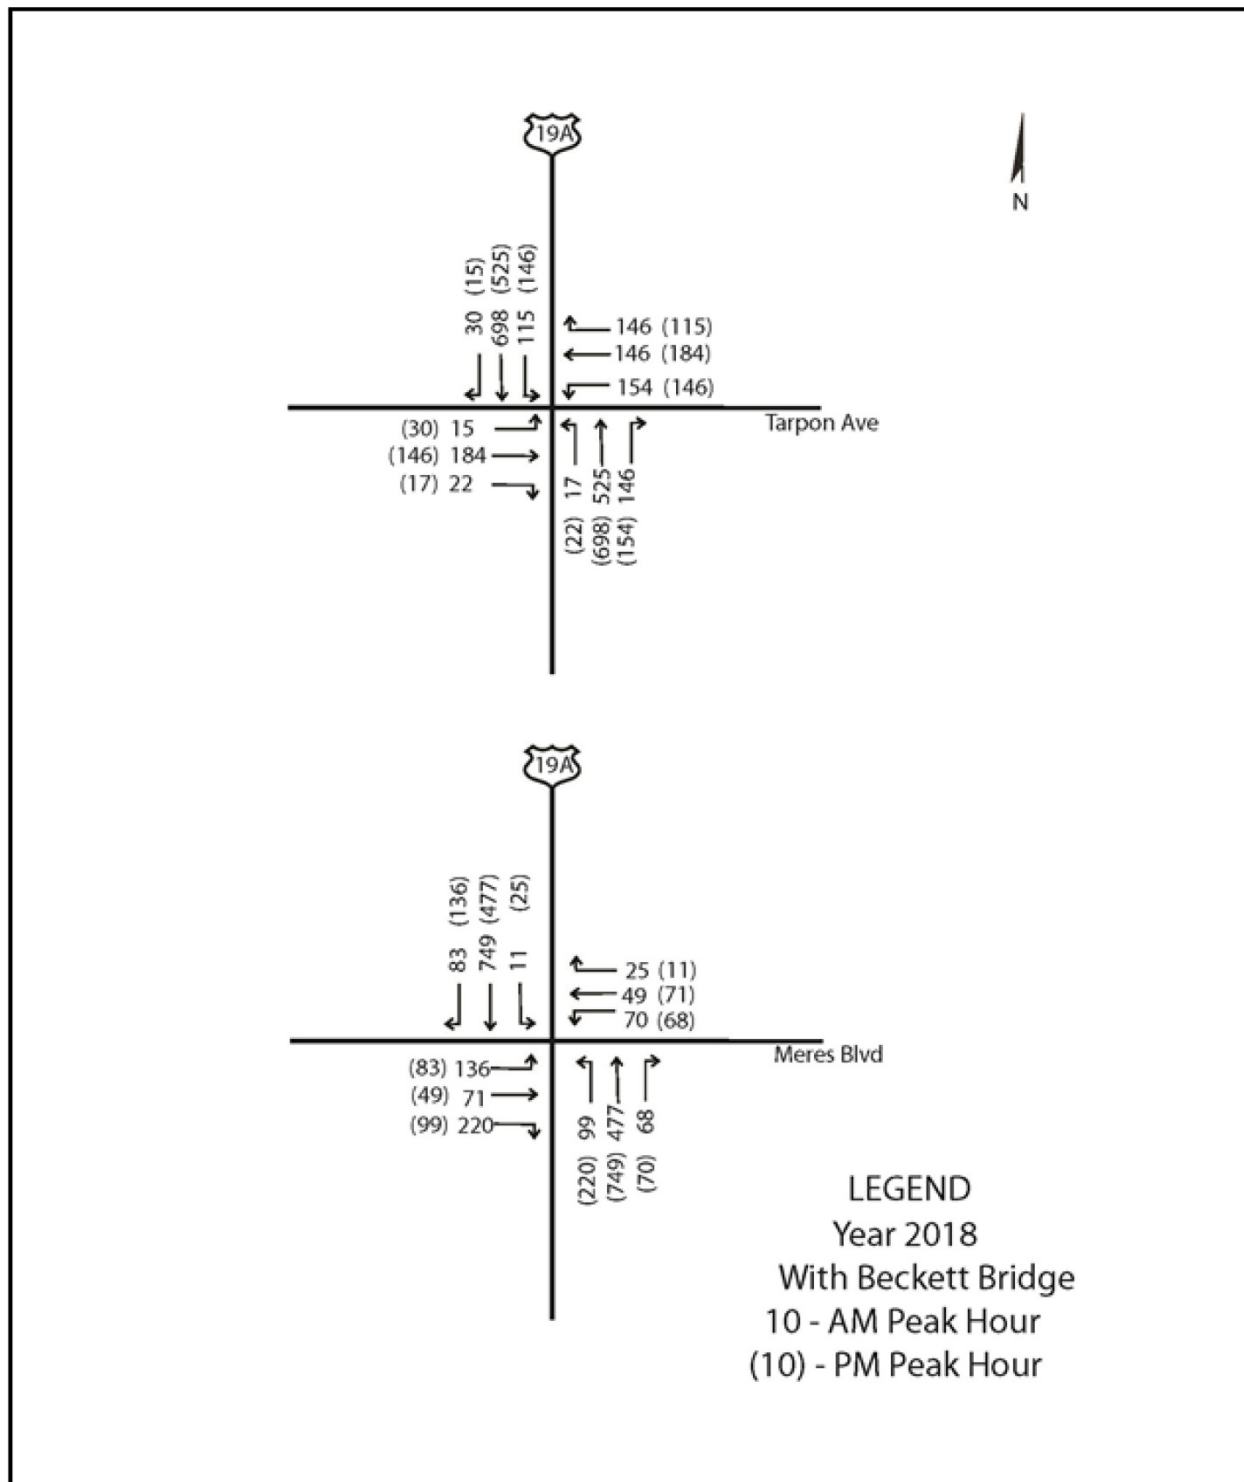 19A
N
30 (15)
698 (525)
115 (146)
146 (115)
146 (184)
154 (146)
Tarpon Ave
(30) 15
(146) 184
(17) 22
(22) 17
(698) 525
(154) 146
19A
83 (136)
749 (477)
11 (25)
25 (11)
49 (71)
70 (68)
Meres Blvd
(83) 136
(49) 71
(99) 220
(220) 99
(749) 477
(70) 68
LEGEND
Year 2018
With Beckett Bridge
10 - AM Peak Hour
(10) - PM Peak Hour